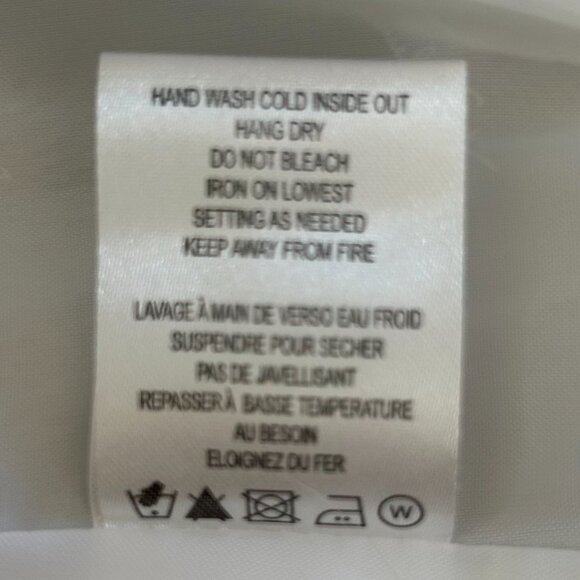 HAND WASH COLD INSIDE OUT
HANG DRY
DO NOT BLEACH
IRON ON LOWEST
SETTING AS NEEDED
KEEP AWAY FROM FIRE
LAVAGE À MAIN DE VERSO EAU FROID
SUSPENDRE POUR SECHER
PAS DE JAVELLISANT
REPASSER À BASSE TEMPERATURE
AU BESOIN
ELOIGNEZ DU FER
W